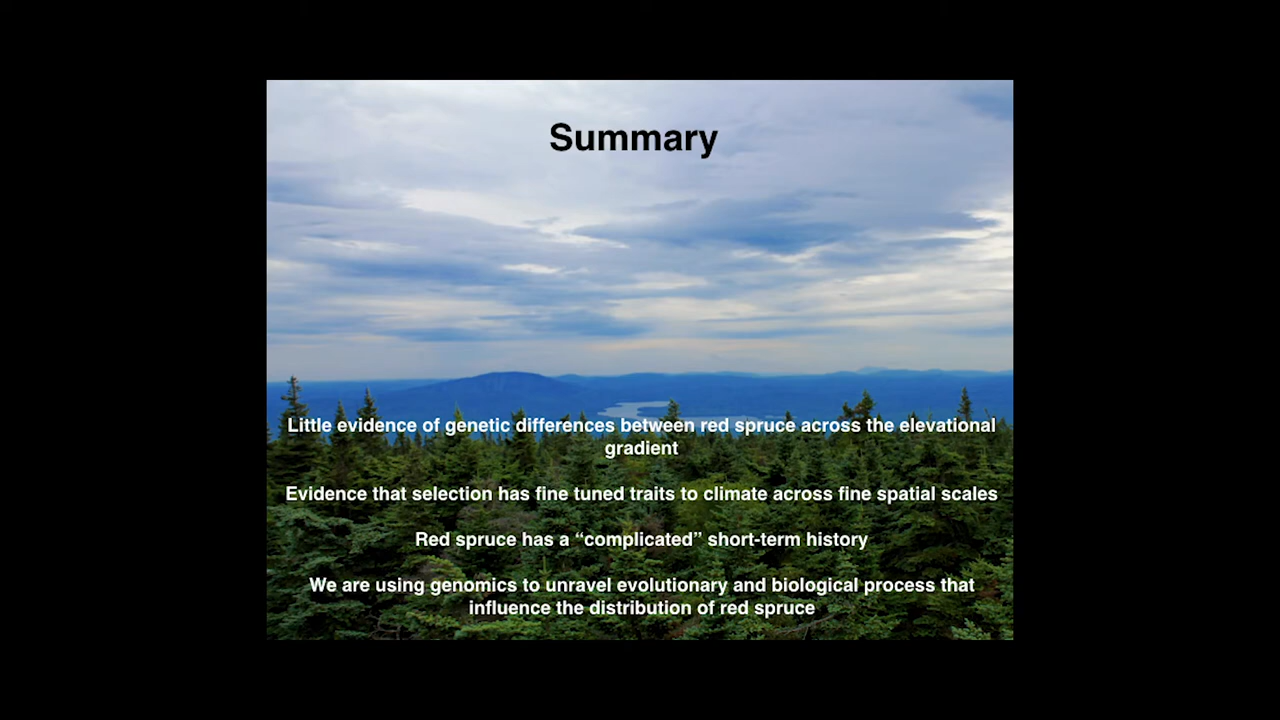 Summary
Little evidence of genetic differences between red spruce across the elevational
gradient
Evidence that selection has fine tuned traits to climate across fine spatial scales
Red spruce has a “complicated” short-term history
We are using genomics to unravel evolutionary and biological process that
influence the distribution of red spruce